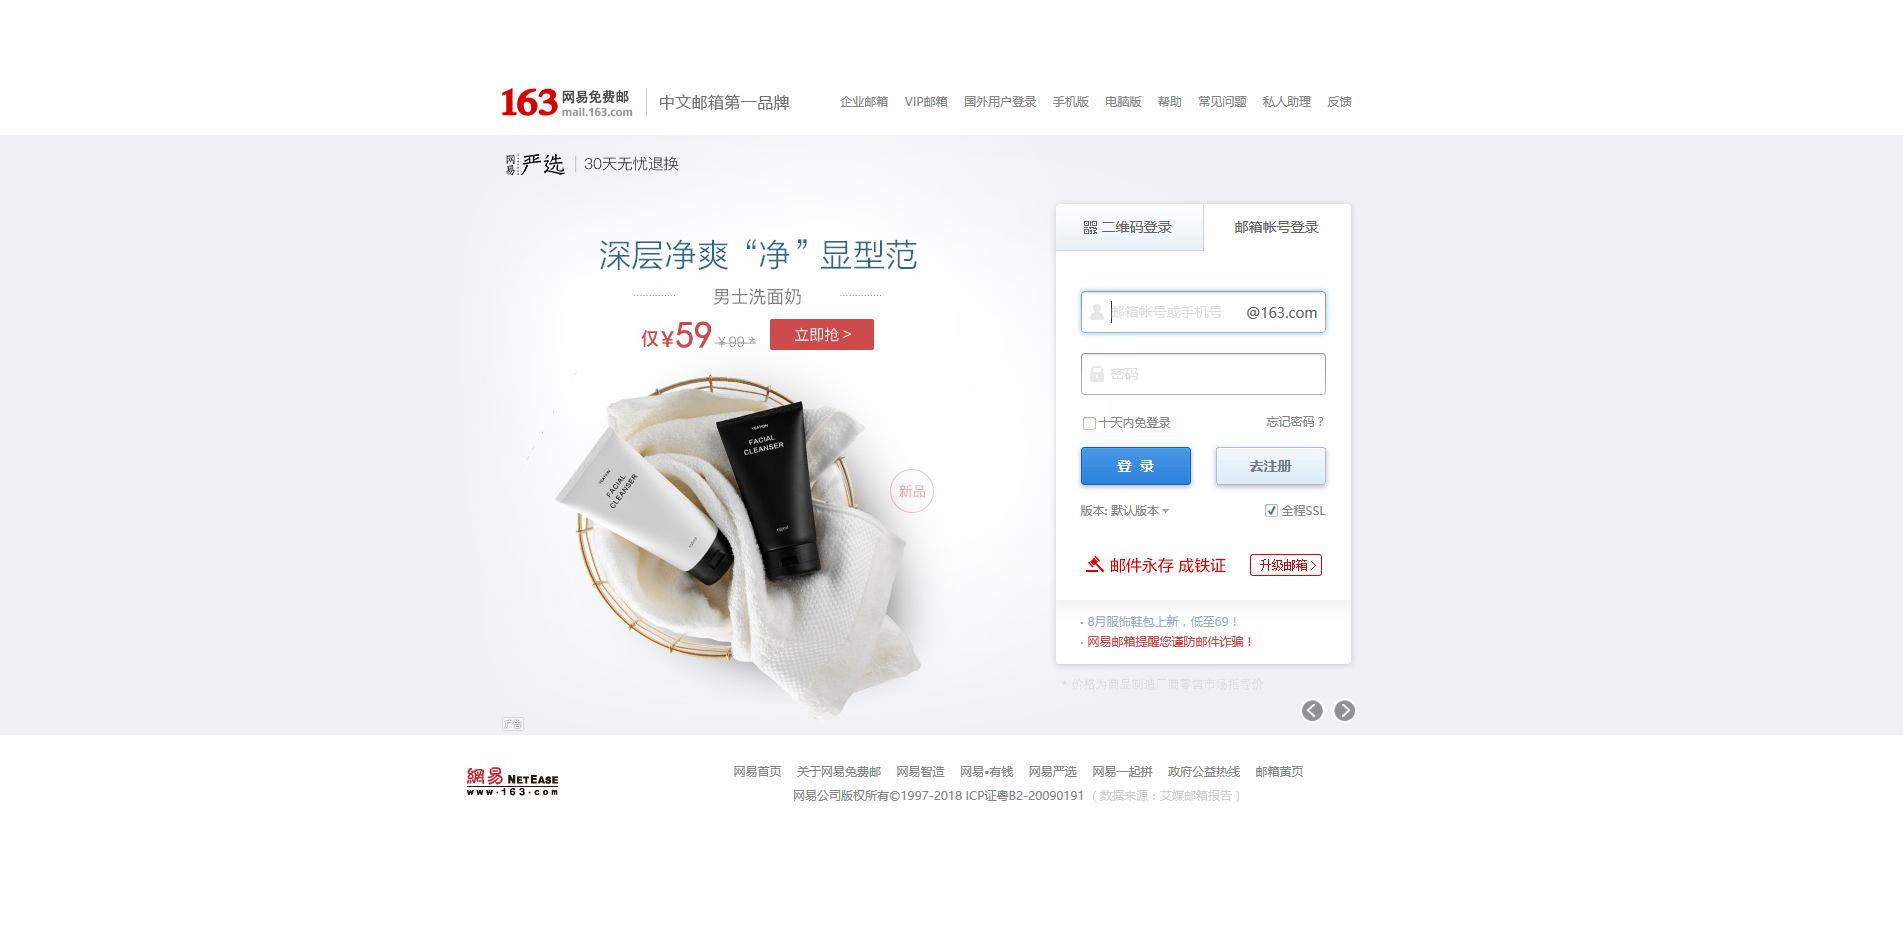 163 网易免费邮 mail.163.com 中文邮箱第一品牌
企业邮箱 VIP邮箱 国外用户登录 手机版 电脑版 帮助 常见问题 私人助理 反馈
网易严选 30天无忧退换
深层净爽“净”显型范
男士洗面奶
仅¥59 ¥99* 立即抢 >
YEATION
FACIAL
CLEANSER
100ml
YEATION
FACIAL
CLEANSER
100ml
新品
广告
二维码登录 邮箱帐号登录
邮箱帐号或手机号 @163.com
密码
十天内免登录 忘记密码？
登 录 去注册
版本: 默认版本 全程SSL
邮件永存 成铁证 升级邮箱>
· 8月服饰鞋包上新，低至69！
· 网易邮箱提醒您谨防邮件诈骗！
* 价格为商品制造厂商零售市场指导价
網易 NETEASE
www.163.com
网易首页 关于网易免费邮 网易智造 网易•有钱 网易严选 网易一起拼 政府公益热线 邮箱黄页
网易公司版权所有©1997-2018 ICP证粤B2-20090191（数据来源：艾媒邮箱报告）